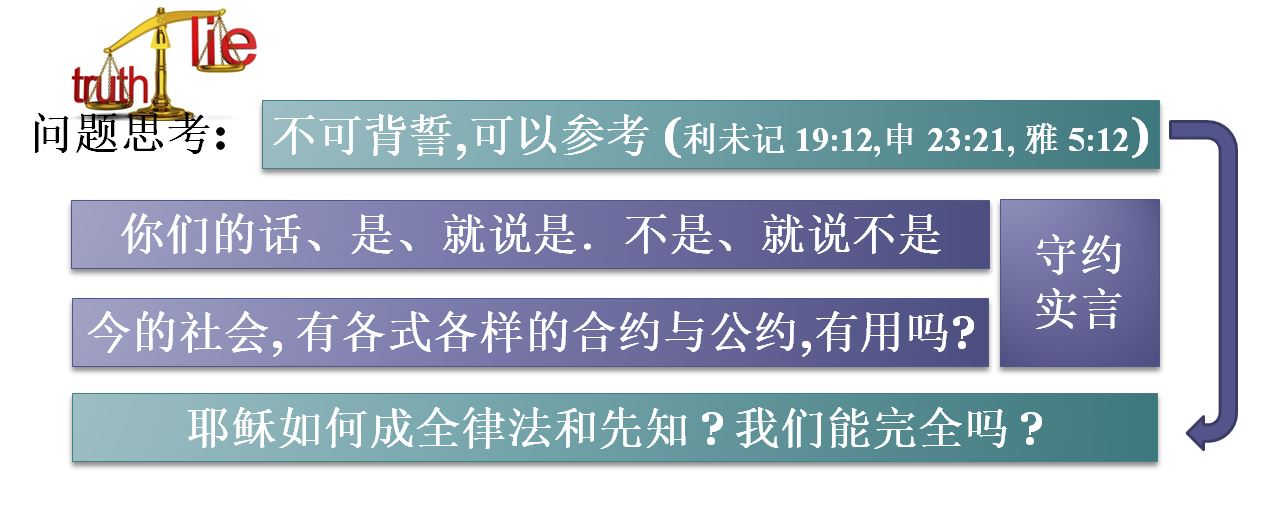 truth
lie
问题思考:
不可背誓,可以参考 (利未记 19:12,申 23:21, 雅 5:12)
你们的话、是、就说是．不是、就说不是
守约
实言
今的社会, 有各式各样的合约与公约,有用吗?
耶稣如何成全律法和先知？我们能完全吗？